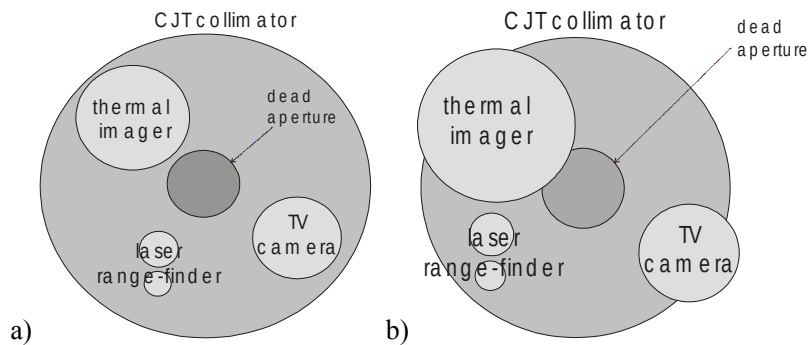 CJT collimator
thermal
imager
dead
aperture
TV
camera
laser
range-finder
a)
CJT collimator
dead
aperture
thermal
imager
laser
range-finder
TV
camera
b)